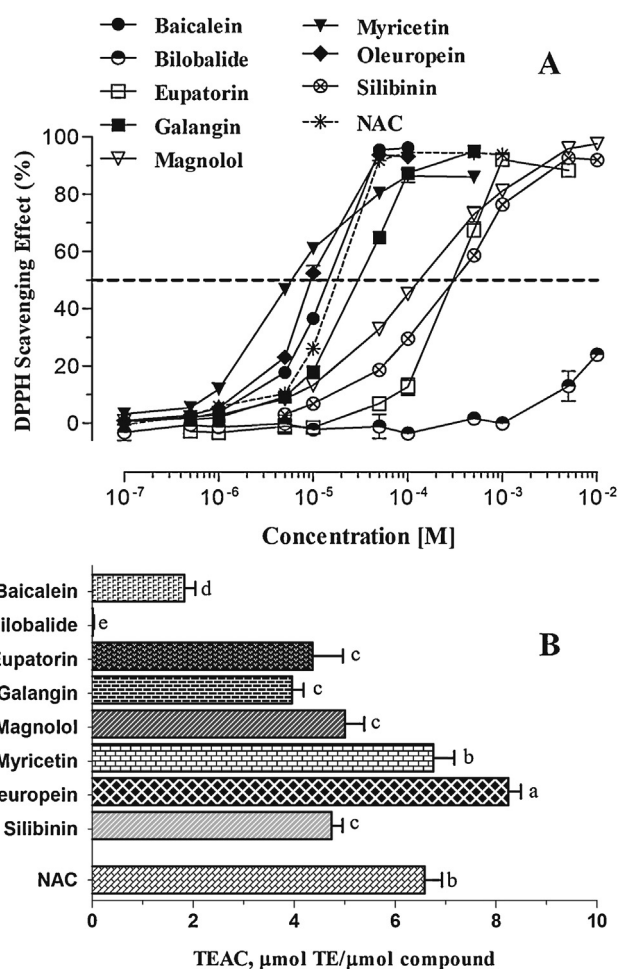 Baicalein
Bilobalide
Eupatorin
Galangin
Magnolol
Myricetin
Oleuropein
Silibinin
NAC
A
DPPH Scavenging Effect (%)
100
80
60
40
20
0
10-7
10-6
10-5
10-4
10-3
10-2
Concentration [M]
B
Baicalein d
ilobalide e
Eupatorin c
Galangin c
Magnolol c
Myricetin b
leuropein a
Silibinin c
NAC b
0 2 4 6 8 10
TEAC, μmol TE/μmol compound